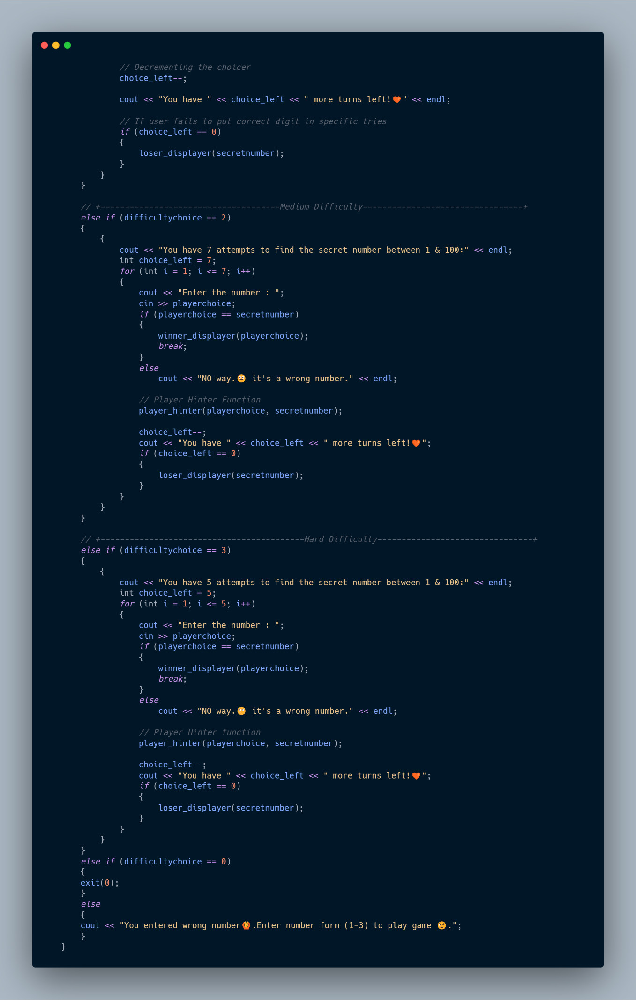 // Decrementing the choicer
choice_left--;
cout << "You have " << choice_left << " more turns left!🧡" << endl;
// If user fails to put correct digit in specific tries
if (choice_left == 0)
{
loser_displayer(secretnumber);
}
}
}
// +-------------------------------------Medium Difficulty---------------------------------+
else if (difficultychoice == 2)
{
{
cout << "You have 7 attempts to find the secret number between 1 & 100:" << endl;
int choice_left = 7;
for (int i = 1; i <= 7; i++)
{
cout << "Enter the number : ";
cin >> playerchoice;
if (playerchoice == secretnumber)
{
winner_displayer(playerchoice);
break;
}
else
cout << "NO way.😐 it's a wrong number." << endl;
// Player Hinter Function
player_hinter(playerchoice, secretnumber);
choice_left--;
cout << "You have " << choice_left << " more turns left!🧡";
if (choice_left == 0)
{
loser_displayer(secretnumber);
}
}
}
}
// +------------------------------------------Hard Difficulty--------------------------------+
else if (difficultychoice == 3)
{
{
cout << "You have 5 attempts to find the secret number between 1 & 100:" << endl;
int choice_left = 5;
for (int i = 1; i <= 5; i++)
{
cout << "Enter the number : ";
cin >> playerchoice;
if (playerchoice == secretnumber)
{
winner_displayer(playerchoice);
break;
}
else
cout << "NO way.😐 it's a wrong number." << endl;
// Player Hinter function
player_hinter(playerchoice, secretnumber);
choice_left--;
cout << "You have " << choice_left << " more turns left!🧡";
if (choice_left == 0)
{
loser_displayer(secretnumber);
}
}
}
}
else if (difficultychoice == 0)
{
exit(0);
}
else
{
cout << "You entered wrong number🙆.Enter number form (1-3) to play game 😉.";
}
}